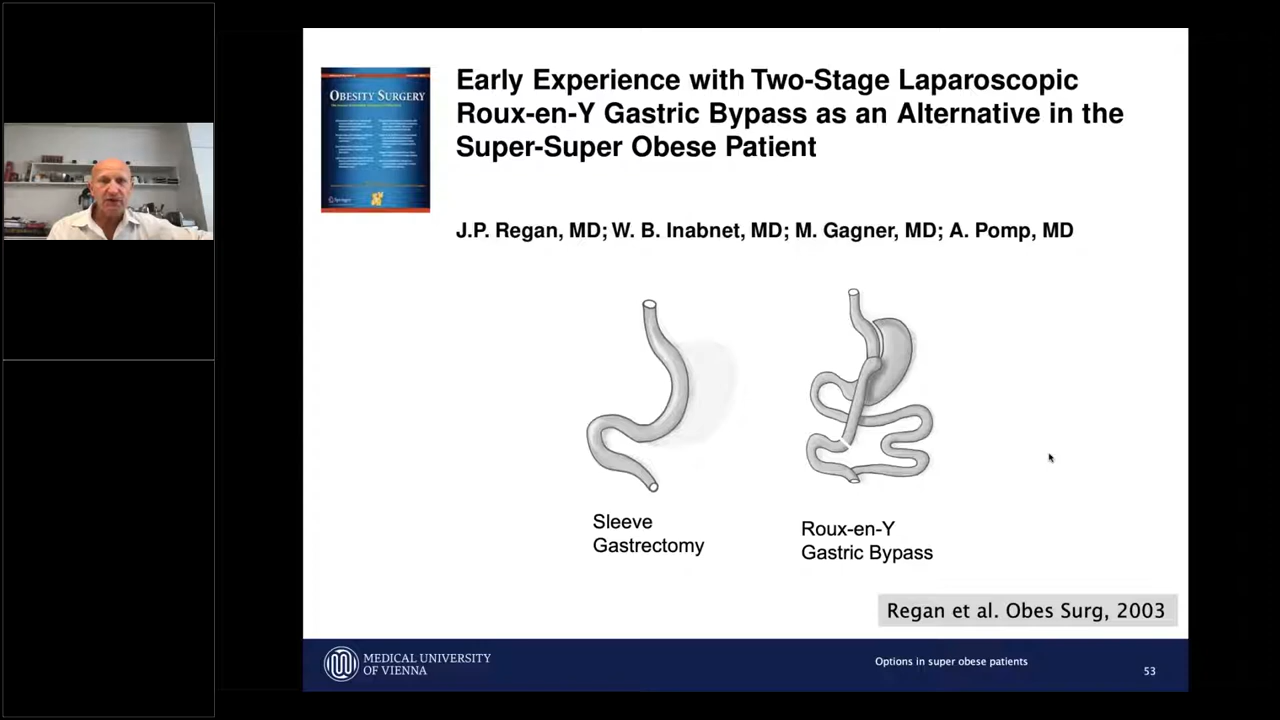 Early Experience with Two-Stage Laparoscopic
Roux-en-Y Gastric Bypass as an Alternative in the
Super-Super Obese Patient
OBESITY SURGERY
J.P. Regan, MD; W. B. Inabnet, MD; M. Gagner, MD; A. Pomp, MD
Sleeve
Gastrectomy
Roux-en-Y
Gastric Bypass
Regan et al. Obes Surg, 2003
MEDICAL UNIVERSITY
OF VIENNA
Options in super obese patients
53